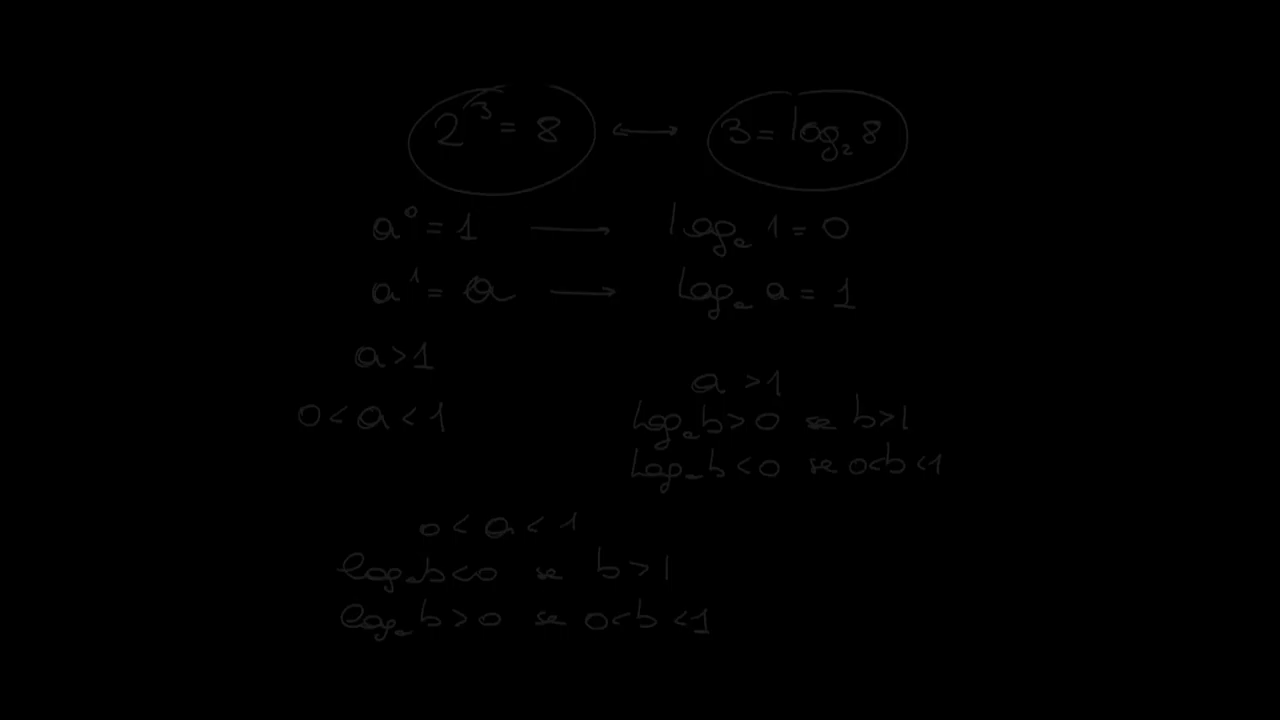 2³ = 8 ⟷ 3 = log₂ 8
a⁰ = 1 ⟶ logₐ 1 = 0
a¹ = a ⟶ logₐ a = 1
a > 1
0 < a < 1
a > 1
logₐ b > 0 se b > 1
logₐ b < 0 se 0 < b < 1
0 < a < 1
logₐ b < 0 se b > 1
logₐ b > 0 se 0 < b < 1